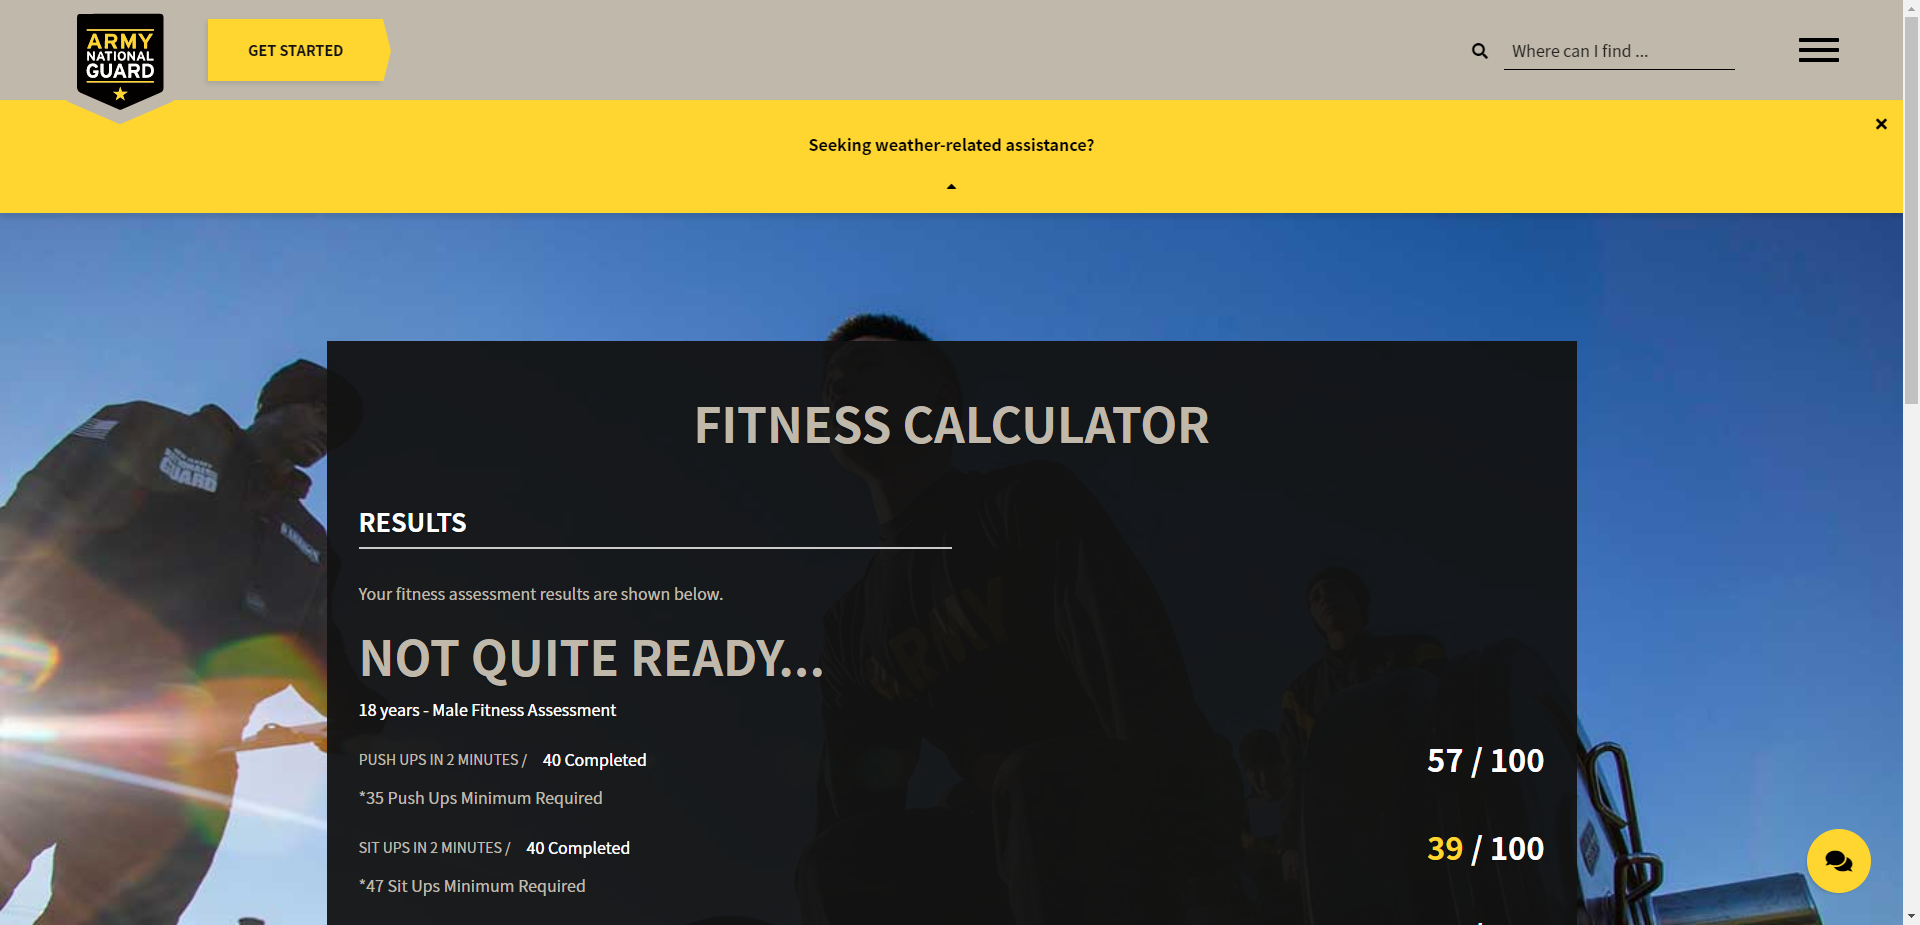 ARMY
NATIONAL
GUARD
GET STARTED
Where can I find ...
Seeking weather-related assistance?
FITNESS CALCULATOR
RESULTS
Your fitness assessment results are shown below.
NOT QUITE READY...
18 years - Male Fitness Assessment
PUSH UPS IN 2 MINUTES / 40 Completed
57 / 100
*35 Push Ups Minimum Required
SIT UPS IN 2 MINUTES / 40 Completed
39 / 100
*47 Sit Ups Minimum Required
GUARD
ARMY